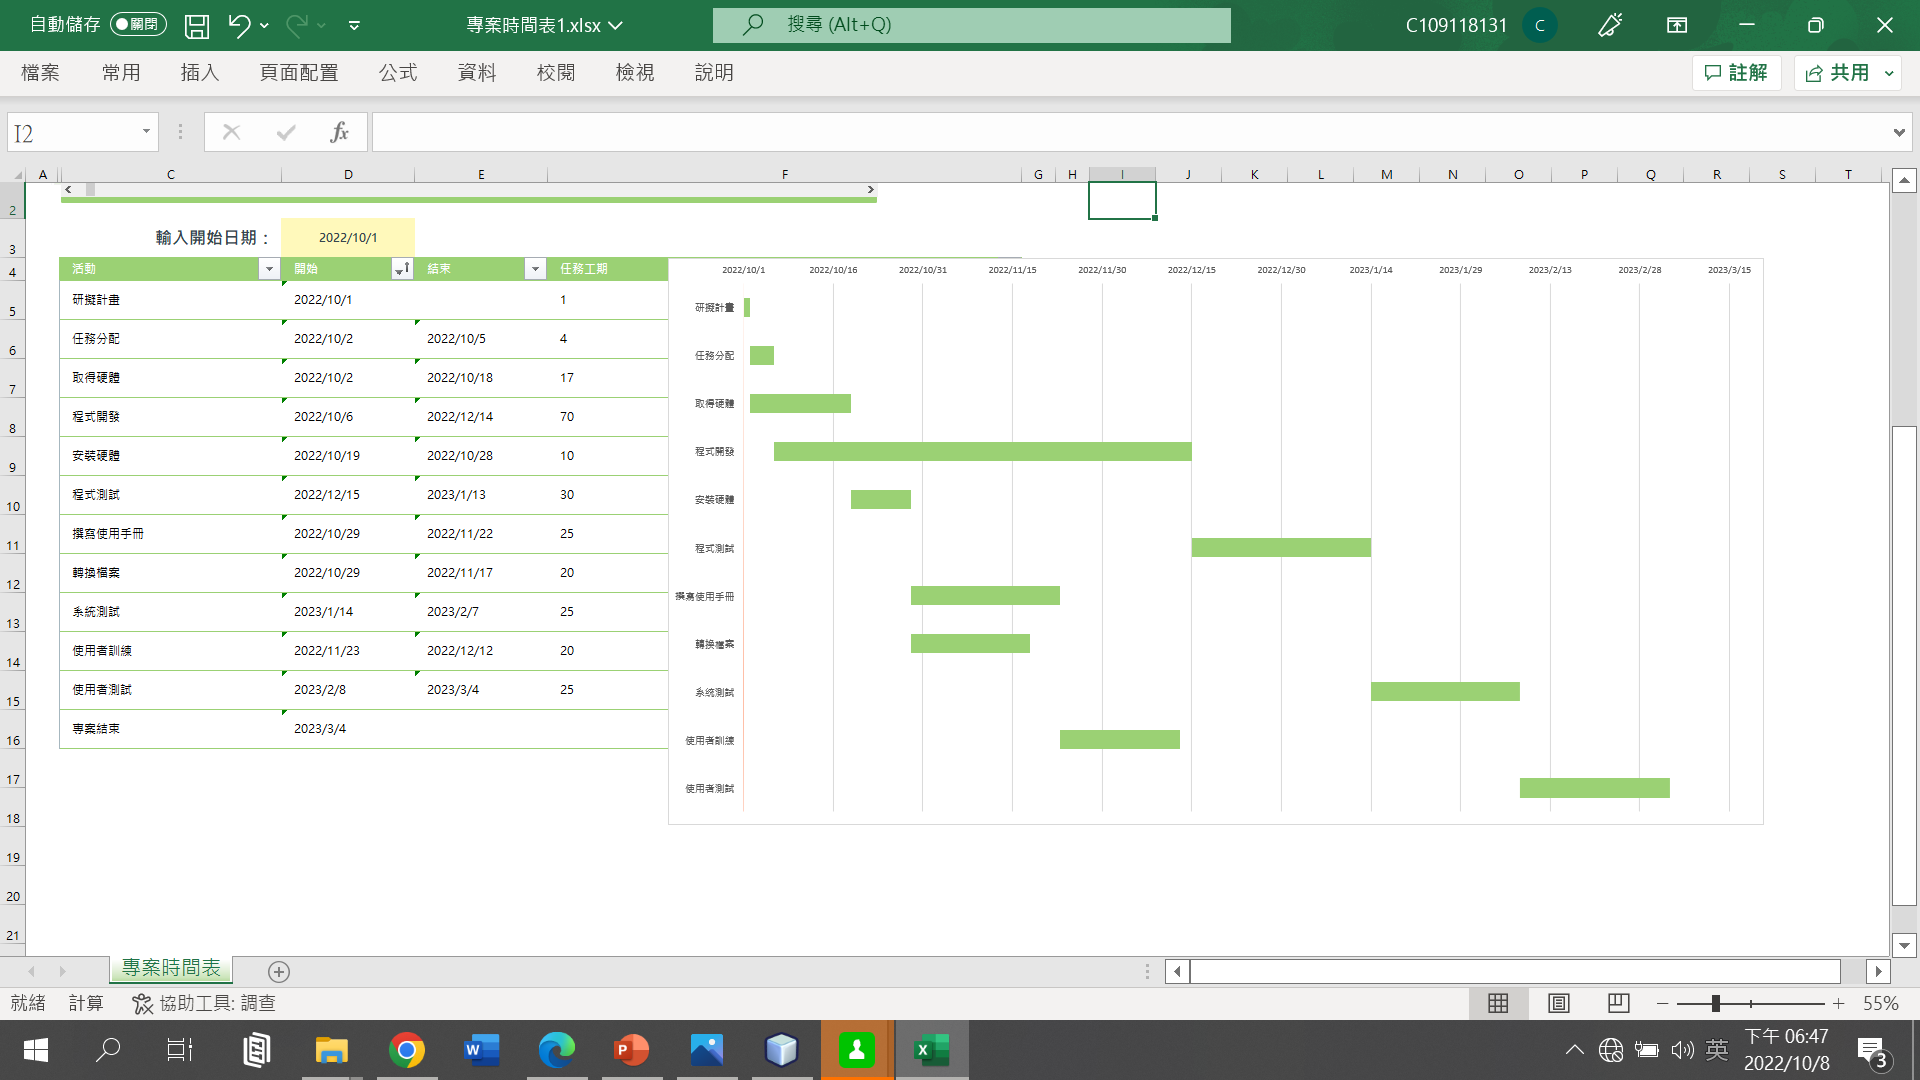 自動儲存 關閉 專案時間表1.xlsx 搜尋 (Alt+Q) C109118131 C
檔案 常用 插入 頁面配置 公式 資料 校閱 檢視 說明 註解 共用
I2 fx
A C D E F G H I J K L M N O P Q R S T
2
3 輸入開始日期： 2022/10/1
4 活動 開始 結束 任務工期
5 研擬計畫 2022/10/1 1
6 任務分配 2022/10/2 2022/10/5 4
7 取得硬體 2022/10/2 2022/10/18 17
8 程式開發 2022/10/6 2022/12/14 70
9 安裝硬體 2022/10/19 2022/10/28 10
10 程式測試 2022/12/15 2023/1/13 30
11 撰寫使用手冊 2022/10/29 2022/11/22 25
12 轉換檔案 2022/10/29 2022/11/17 20
13 系統測試 2023/1/14 2023/2/7 25
14 使用者訓練 2022/11/23 2022/12/12 20
15 使用者測試 2023/2/8 2023/3/4 25
16 專案結束 2023/3/4
17
18
19
20
21
2022/10/1 2022/10/16 2022/10/31 2022/11/15 2022/11/30 2022/12/15 2022/12/30 2023/1/14 2023/1/29 2023/2/13 2023/2/28 2023/3/15
研擬計畫
任務分配
取得硬體
程式開發
安裝硬體
程式測試
撰寫使用手冊
轉換檔案
系統測試
使用者訓練
使用者測試
專案時間表
就緒 計算 協助工具: 調查 55%
W P X 英 下午 06:47
2022/10/8 3